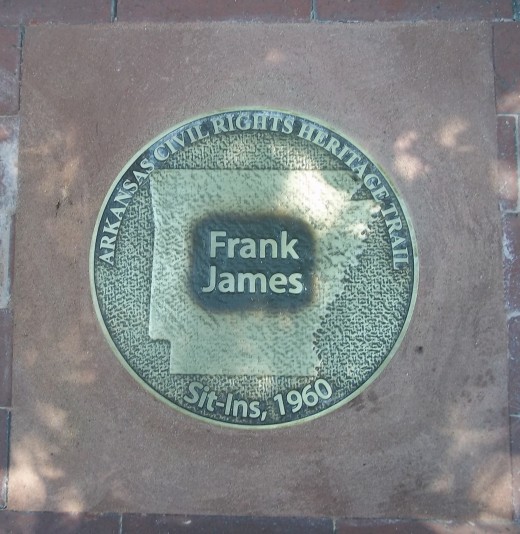 ARKANSAS CIVIL RIGHTS HERITAGE TRAIL
Frank
James
Sit-Ins, 1960